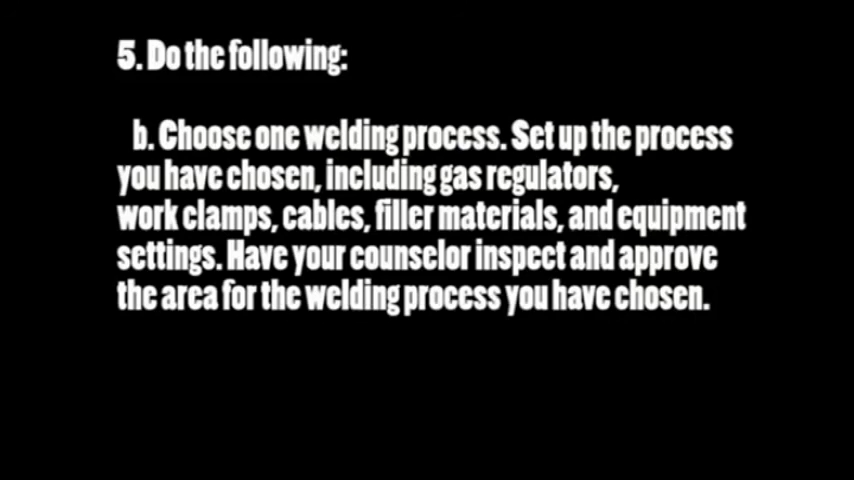 5. Do the following:
b. Choose one welding process. Set up the process
you have chosen, including gas regulators,
work clamps, cables, filler materials, and equipment
settings. Have your counselor inspect and approve
the area for the welding process you have chosen.